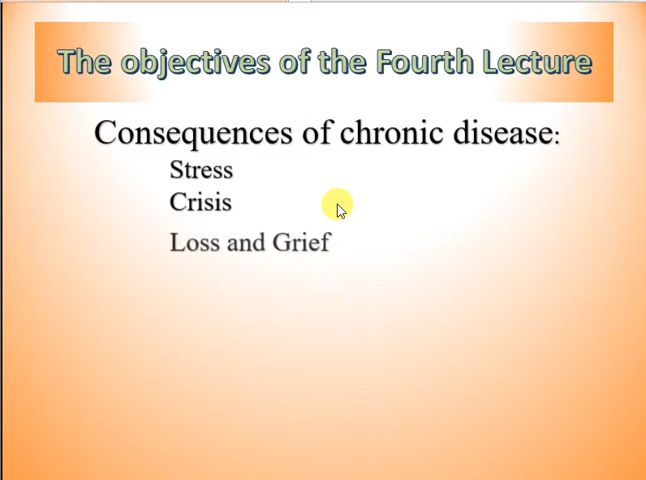 The objectives of the Fourth Lecture
Consequences of chronic disease:
Stress
Crisis
Loss and Grief